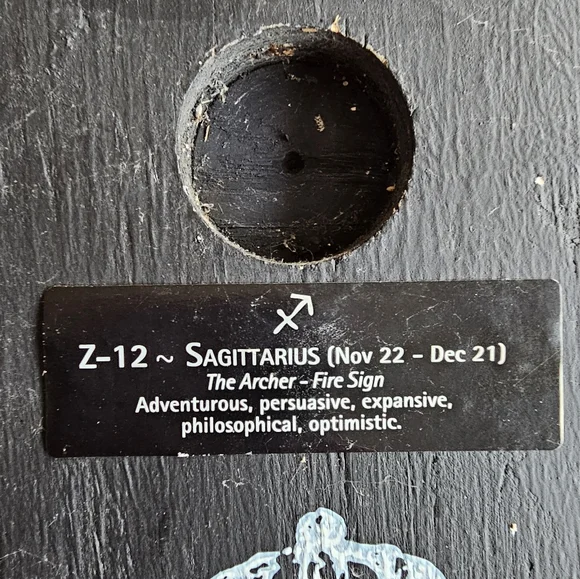 ♐
Z-12 ~ SAGITTARIUS (Nov 22 - Dec 21)
The Archer - Fire Sign
Adventurous, persuasive, expansive,
philosophical, optimistic.